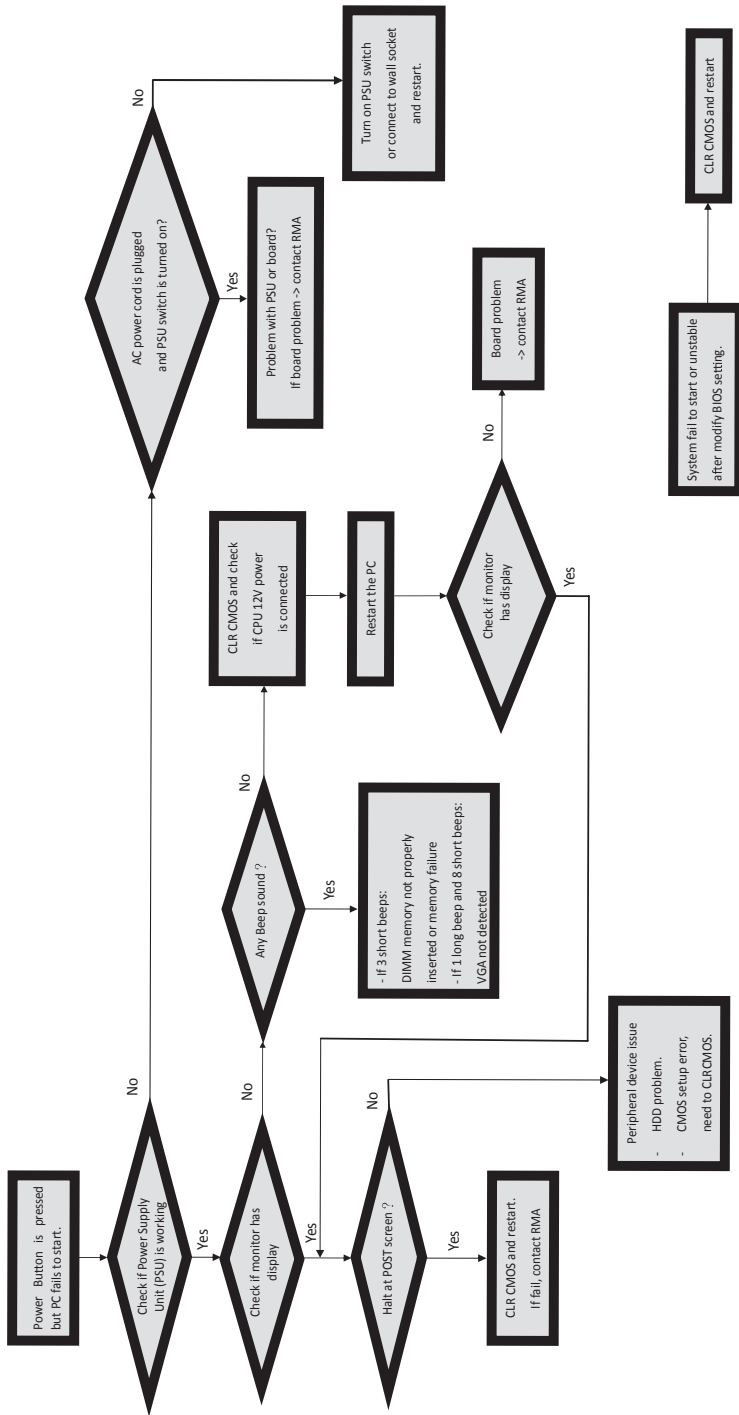 Power Button is pressed
but PC fails to start.
Check if Power Supply
Unit (PSU) is working
No
Yes
AC power cord is plugged
and PSU switch is turned on?
No
Yes
Turn on PSU switch
or connect to wall socket
and restart.
Problem with PSU or board?
If board problem -> contact RMA
Check if monitor has
display
No
Yes
Any Beep sound ?
No
Yes
CLR CMOS and check
if CPU 12V power
is connected
Restart the PC
Check if monitor
has display
No
Yes
Board problem
-> contact RMA
- If 3 short beeps:
DIMM memory not properly
inserted or memory failure
- If 1 long beep and 8 short beeps:
VGA not detected
Halt at POST screen ?
No
Yes
CLR CMOS and restart.
If fail, contact RMA
Peripheral device issue
- HDD problem.
- CMOS setup error,
need to CLRCMOS.
System fail to start or unstable
after modify BIOS setting.
CLR CMOS and restart